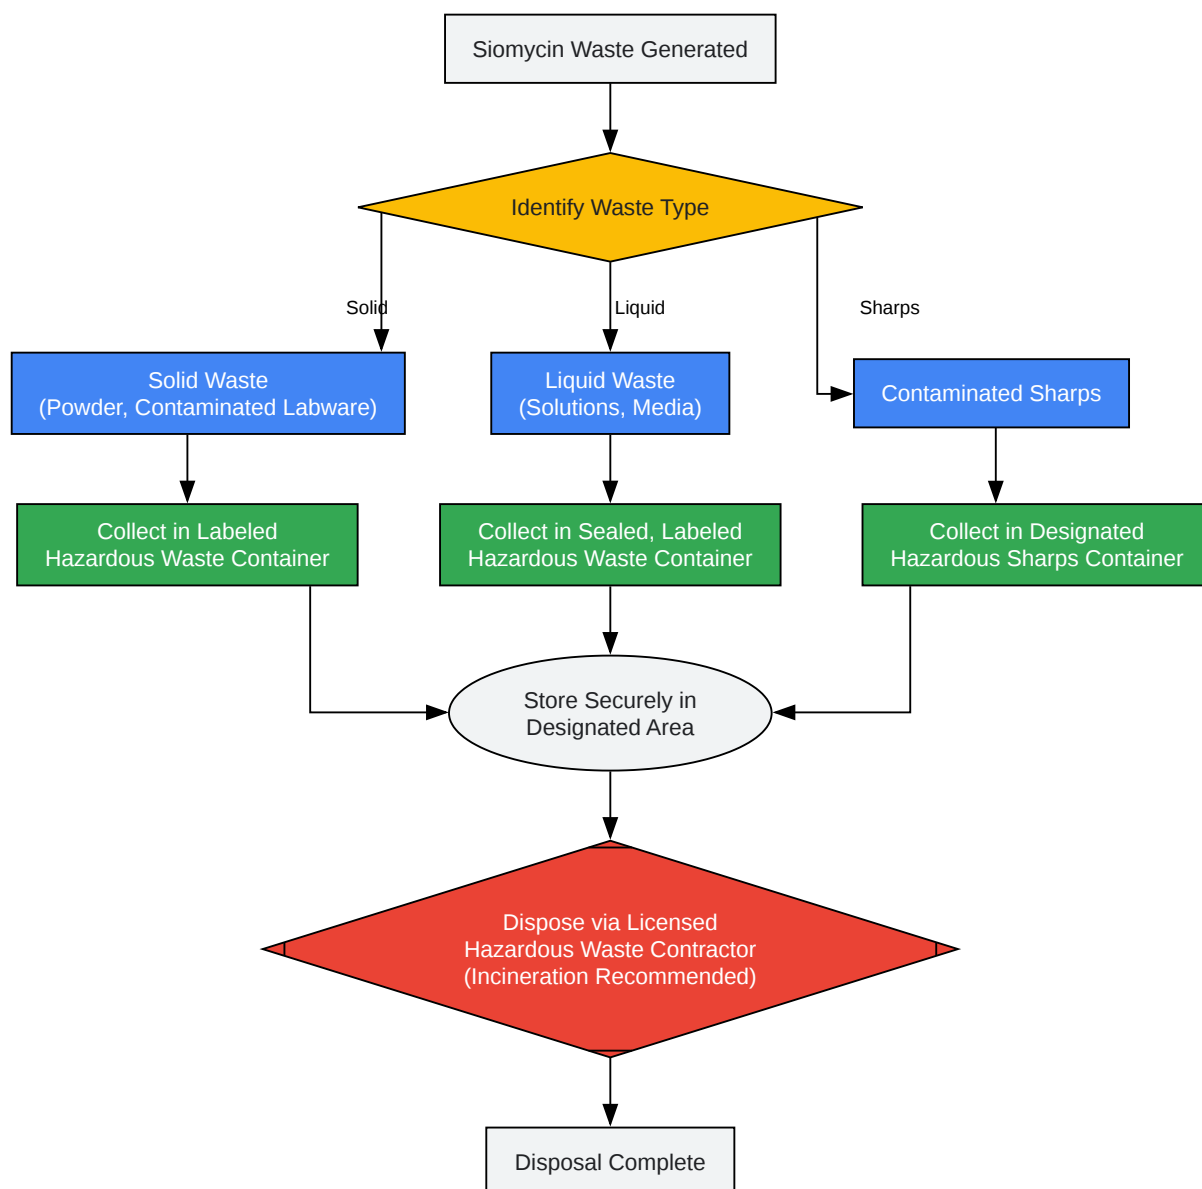 Siomycin Waste Generated
Identify Waste Type
Solid
Liquid
Sharps
Solid Waste
(Powder, Contaminated Labware)
Liquid Waste
(Solutions, Media)
Contaminated Sharps
Collect in Labeled
Hazardous Waste Container
Collect in Sealed, Labeled
Hazardous Waste Container
Collect in Designated
Hazardous Sharps Container
Store Securely in
Designated Area
Dispose via Licensed
Hazardous Waste Contractor
(Incineration Recommended)
Disposal Complete